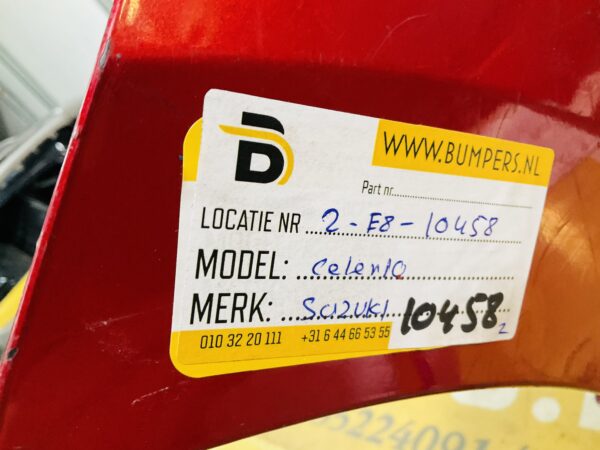 B
WWW.BUMPERS.NL
Part nr.
LOCATIE NR 2-E8-10458
MODEL: Celerio
MERK: Suzuki 10458 2
010 32 20 111 +31 6 44 66 53 55